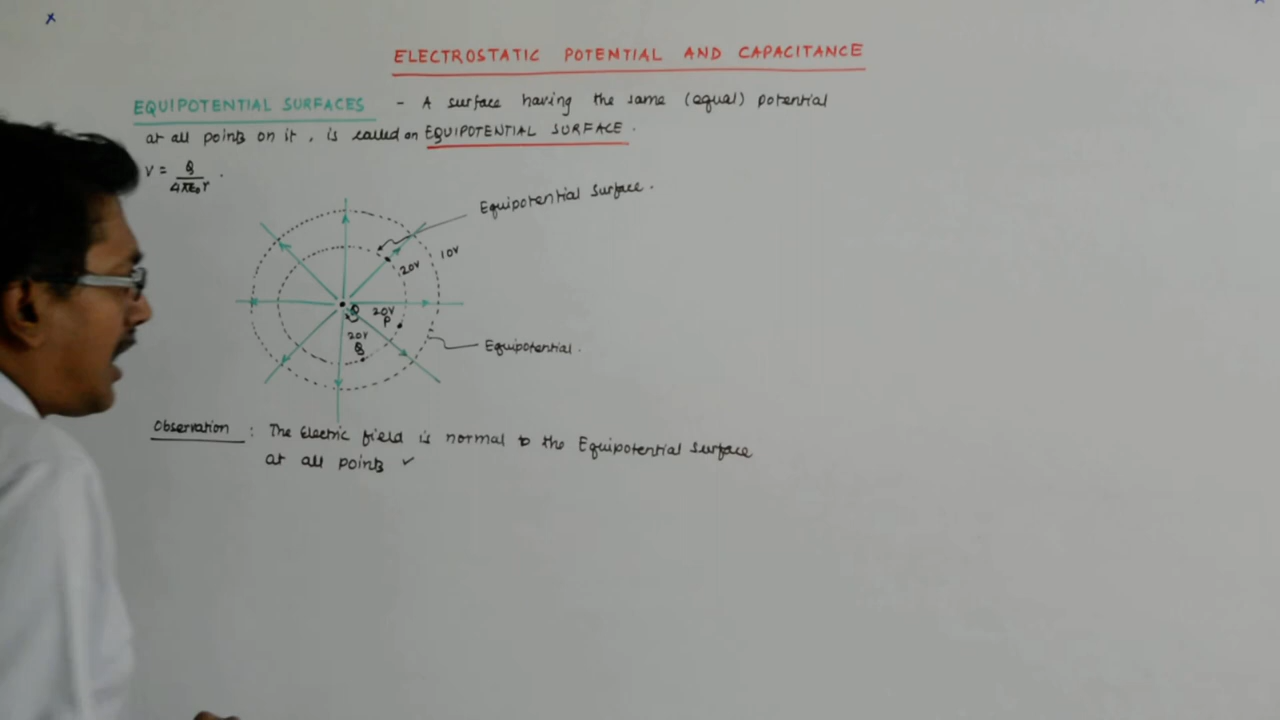 ELECTROSTATIC POTENTIAL AND CAPACITANCE
EQUIPOTENTIAL SURFACES - A surface having the same (equal) potential
at all points on it, is called an EQUIPOTENTIAL SURFACE.
V = Q / 4πε₀r .
Equipotential Surface.
10V
20V
Q
20V
P
20V
Q
Equipotential.
Observation : The Electric field is normal to the Equipotential Surface
at all points ✓